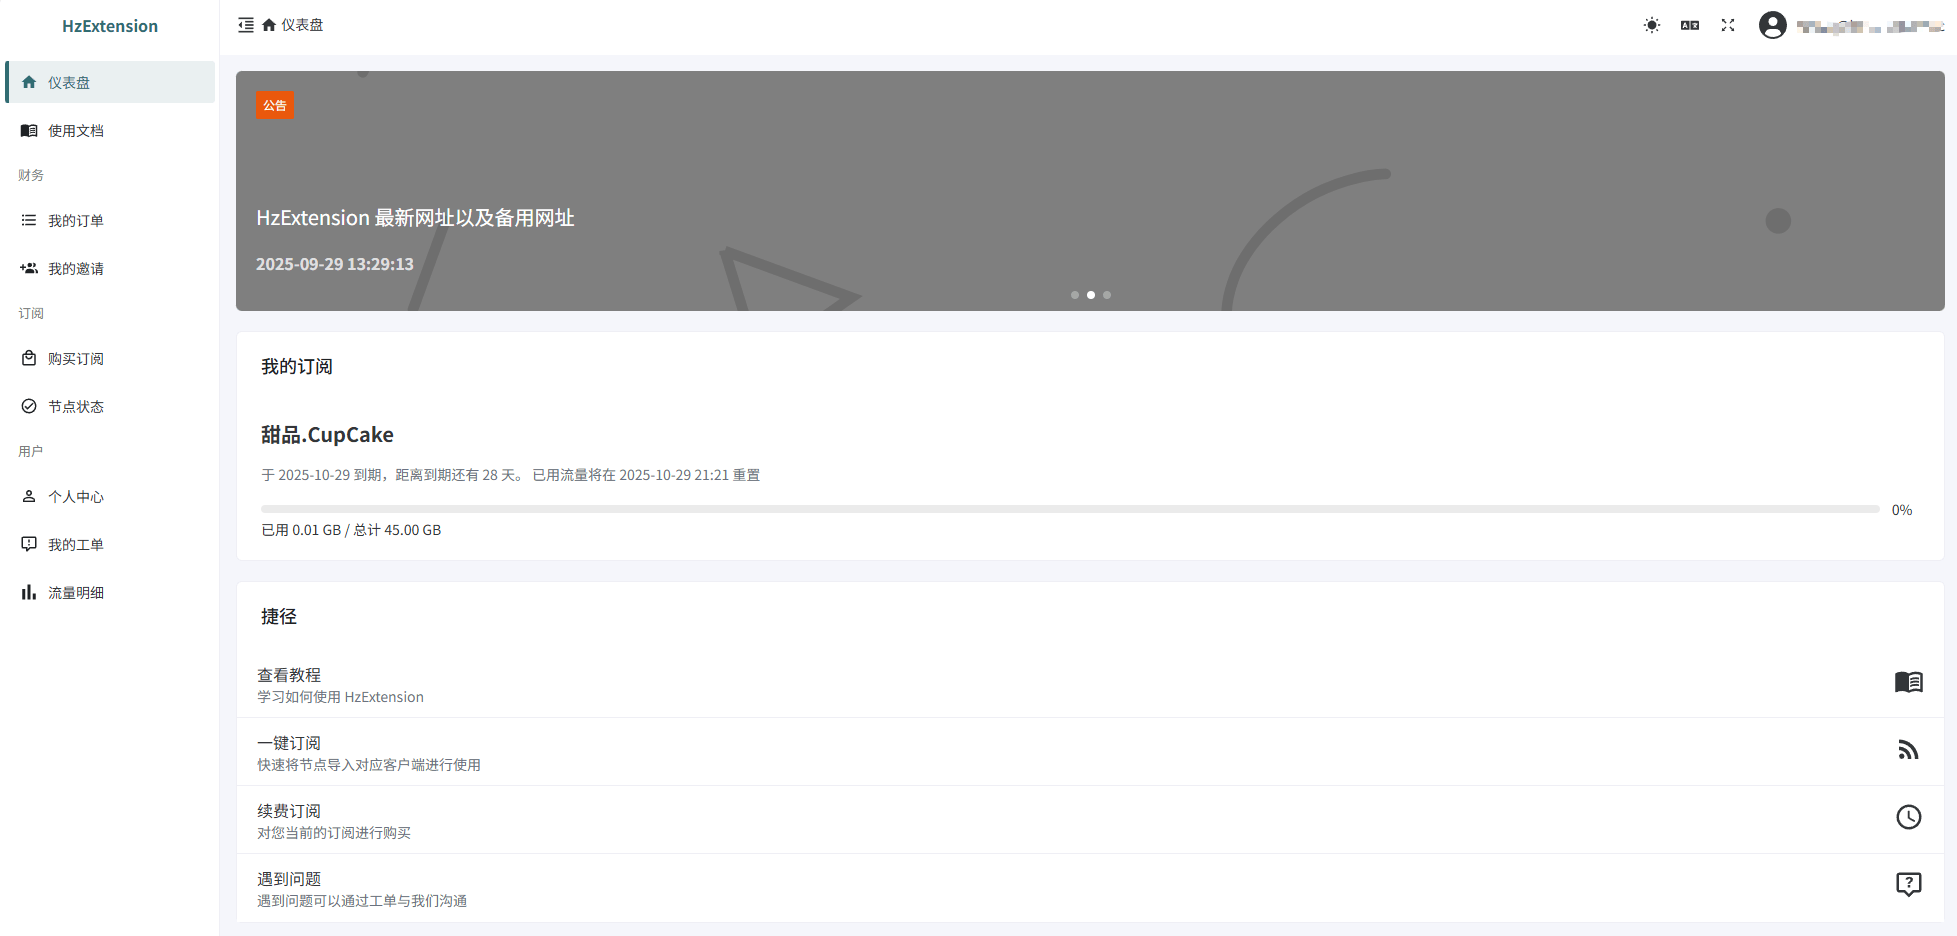 HzExtension
仪表盘
使用文档
财务
我的订单
我的邀请
订阅
购买订阅
节点状态
用户
个人中心
我的工单
流量明细
仪表盘
公告
HzExtension 最新网址以及备用网址
2025-09-29 13:29:13
我的订阅
甜品.CupCake
于 2025-10-29 到期，距离到期还有 28 天。 已用流量将在 2025-10-29 21:21 重置
0%
已用 0.01 GB / 总计 45.00 GB
捷径
查看教程
学习如何使用 HzExtension
一键订阅
快速将节点导入对应客户端进行使用
续费订阅
对您当前的订阅进行购买
遇到问题
遇到问题可以通过工单与我们沟通